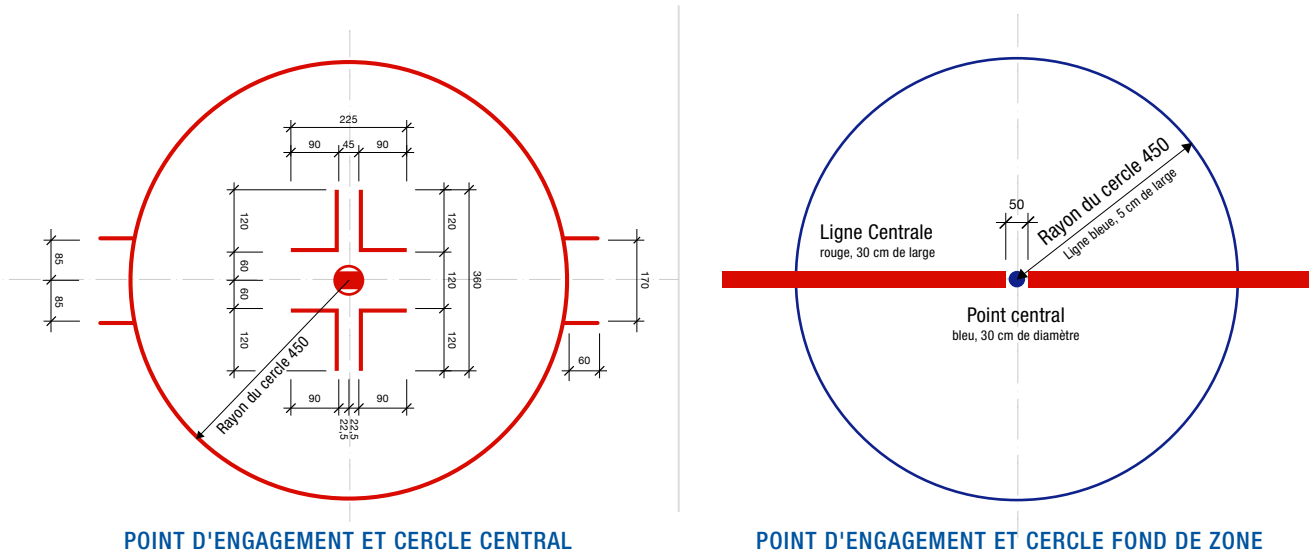 225
90 45 90
120
60
60
120
120
120
120
360
85
85
170
60
90 90
22,5
22,5
Rayon du cercle 450
POINT D'ENGAGEMENT ET CERCLE CENTRAL
50
Rayon du cercle 450
Ligne bleue, 5 cm de large
Ligne Centrale
rouge, 30 cm de large
Point central
bleu, 30 cm de diamètre
POINT D'ENGAGEMENT ET CERCLE FOND DE ZONE